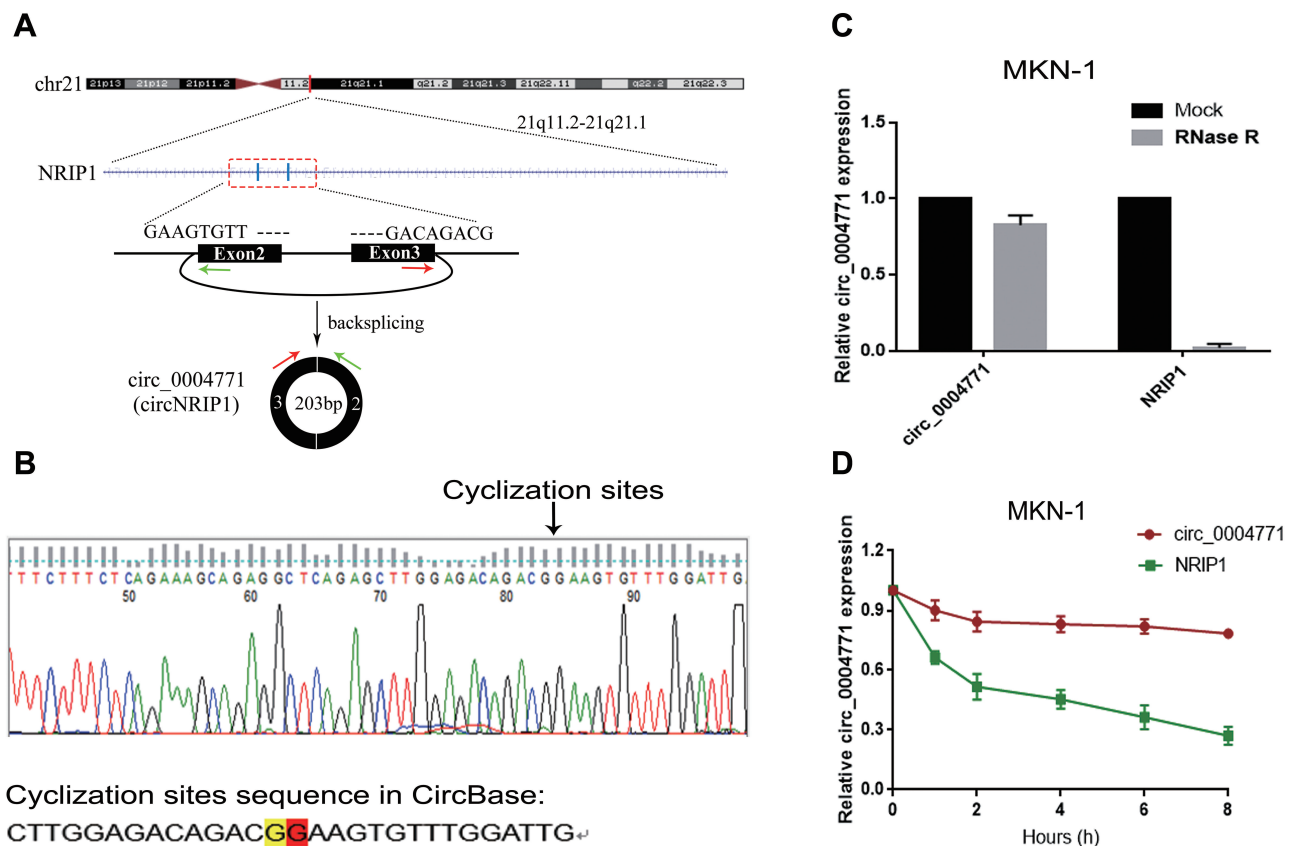 A
chr21
21p13 21p12 21p11.2 11.2 21q21.1 q21.2 21q21.3 21q22.11 q22.2 21q22.3
21q11.2-21q21.1
NRIP1
GAAGTGTT ---- ----GACAGACG
Exon2 Exon3
backsplicing
circ_0004771
(circNRIP1)
3 203bp 2
B
Cyclization sites
TTCTTTCTCAGAAAGCAGAGGCTCAGAGCTTGGAGACAGACGGAAGTGTTTGGATTG
50 60 70 80 90
Cyclization sites sequence in CircBase:
CTTGGAGACAGACGGAAGTGTTTGGATTG↵
C
MKN-1
Mock
RNase R
Relative circ_0004771 expression
1.5
1.0
0.5
0.0
circ_0004771 NRIP1
D
MKN-1
circ_0004771
NRIP1
Relative circ_0004771 expression
1.2
0.9
0.6
0.3
0.0
0 2 4 6 8
Hours (h)